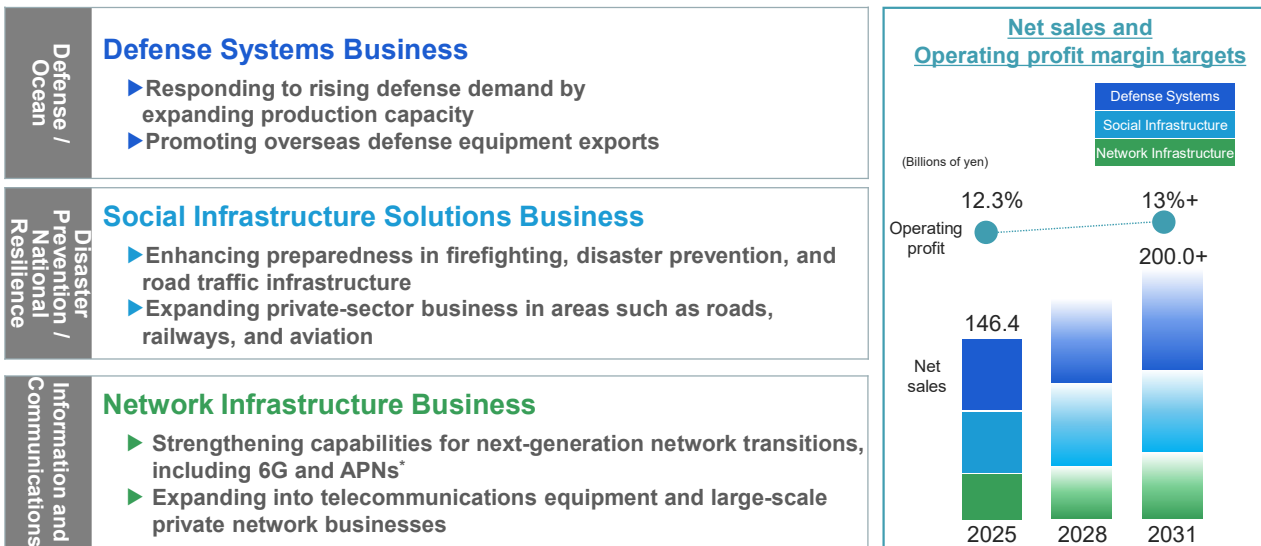 Defense /
Ocean
Defense Systems Business
▶Responding to rising defense demand by
expanding production capacity
▶Promoting overseas defense equipment exports
Disaster
Prevention /
National
Resilience
Social Infrastructure Solutions Business
▶Enhancing preparedness in firefighting, disaster prevention, and
road traffic infrastructure
▶Expanding private-sector business in areas such as roads,
railways, and aviation
Information and
Communications
Network Infrastructure Business
▶ Strengthening capabilities for next-generation network transitions,
including 6G and APNs*
▶ Expanding into telecommunications equipment and large-scale
private network businesses
Net sales and
Operating profit margin targets
Defense Systems
Social Infrastructure
Network Infrastructure
(Billions of yen)
12.3% 13%+
Operating
profit
200.0+
146.4
Net
sales
2025 2028 2031